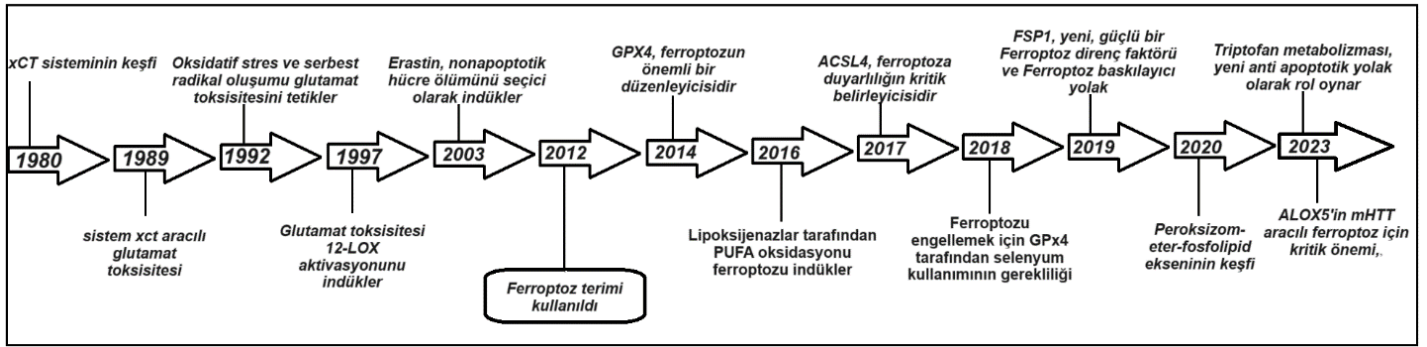 xCT sisteminin keşfi
1980
1989
sistem xct aracılı
glutamat
toksisitesi
Oksidatif stres ve serbest
radikal oluşumu glutamat
toksisitesini tetikler
1992
1997
Glutamat toksisitesi
12-LOX
aktivasyonunu
indükler
Erastin, nonapoptotik
hücre ölümünü seçici
olarak indükler
2003
2012
Ferroptoz terimi
kullanıldı
GPX4, ferroptozun
önemli bir
düzenleyicisidir
2014
2016
Lipoksijenazlar tarafından
PUFA oksidasyonu
ferroptozu indükler
ACSL4, ferroptoza
duyarlılığın kritik
belirleyicisidir
2017
2018
Ferroptozu
engellemek için GPx4
tarafından selenyum
kullanımının gerekliliği
FSP1, yeni, güçlü bir
Ferroptoz direnç faktörü
ve Ferroptoz baskılayıcı
yolak
2019
2020
Peroksizom-
eter-fosfolipid
ekseninin keşfi
Triptofan metabolizması,
yeni anti apoptotik yolak
olarak rol oynar
2023
ALOX5'in mHTT
aracılı ferroptoz için
kritik önemi,.